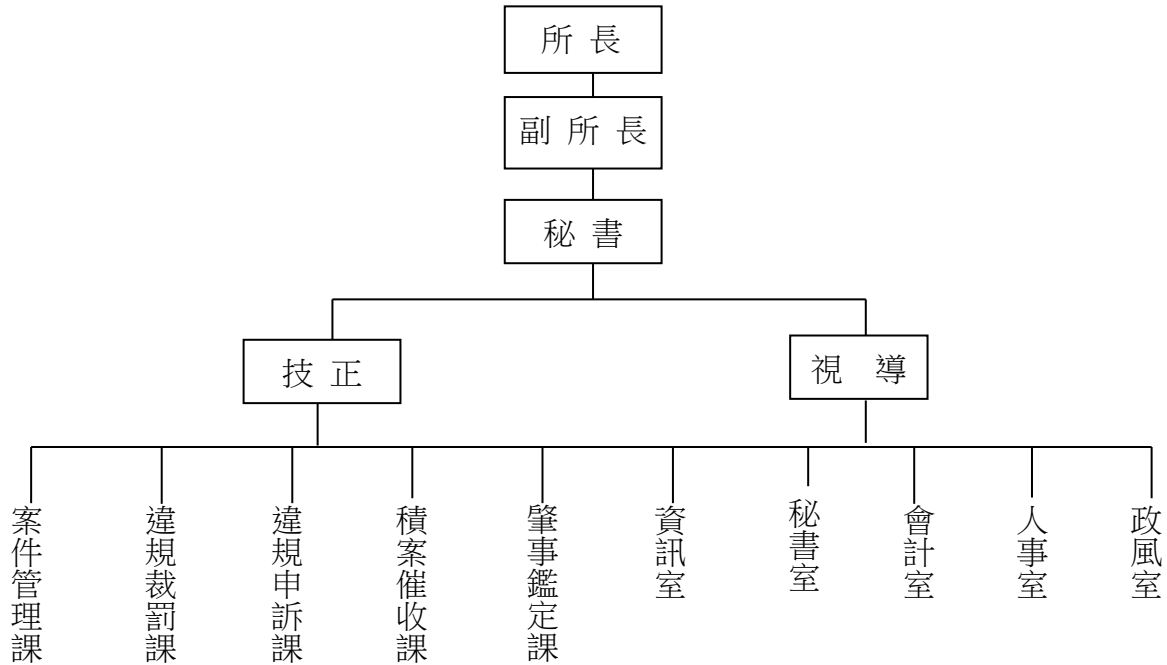 所 長
副 所 長
秘 書
技 正
視 導
案件管理課
違規裁罰課
違規申訴課
積案催收課
肇事鑑定課
資訊室
秘書室
會計室
人事室
政風室